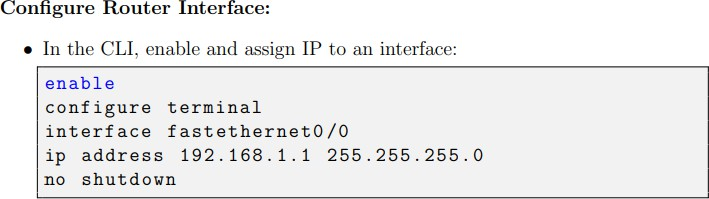 Configure Router Interface:
• In the CLI, enable and assign IP to an interface:
enable
configure terminal
interface fastethernet0/0
ip address 192.168.1.1 255.255.255.0
no shutdown